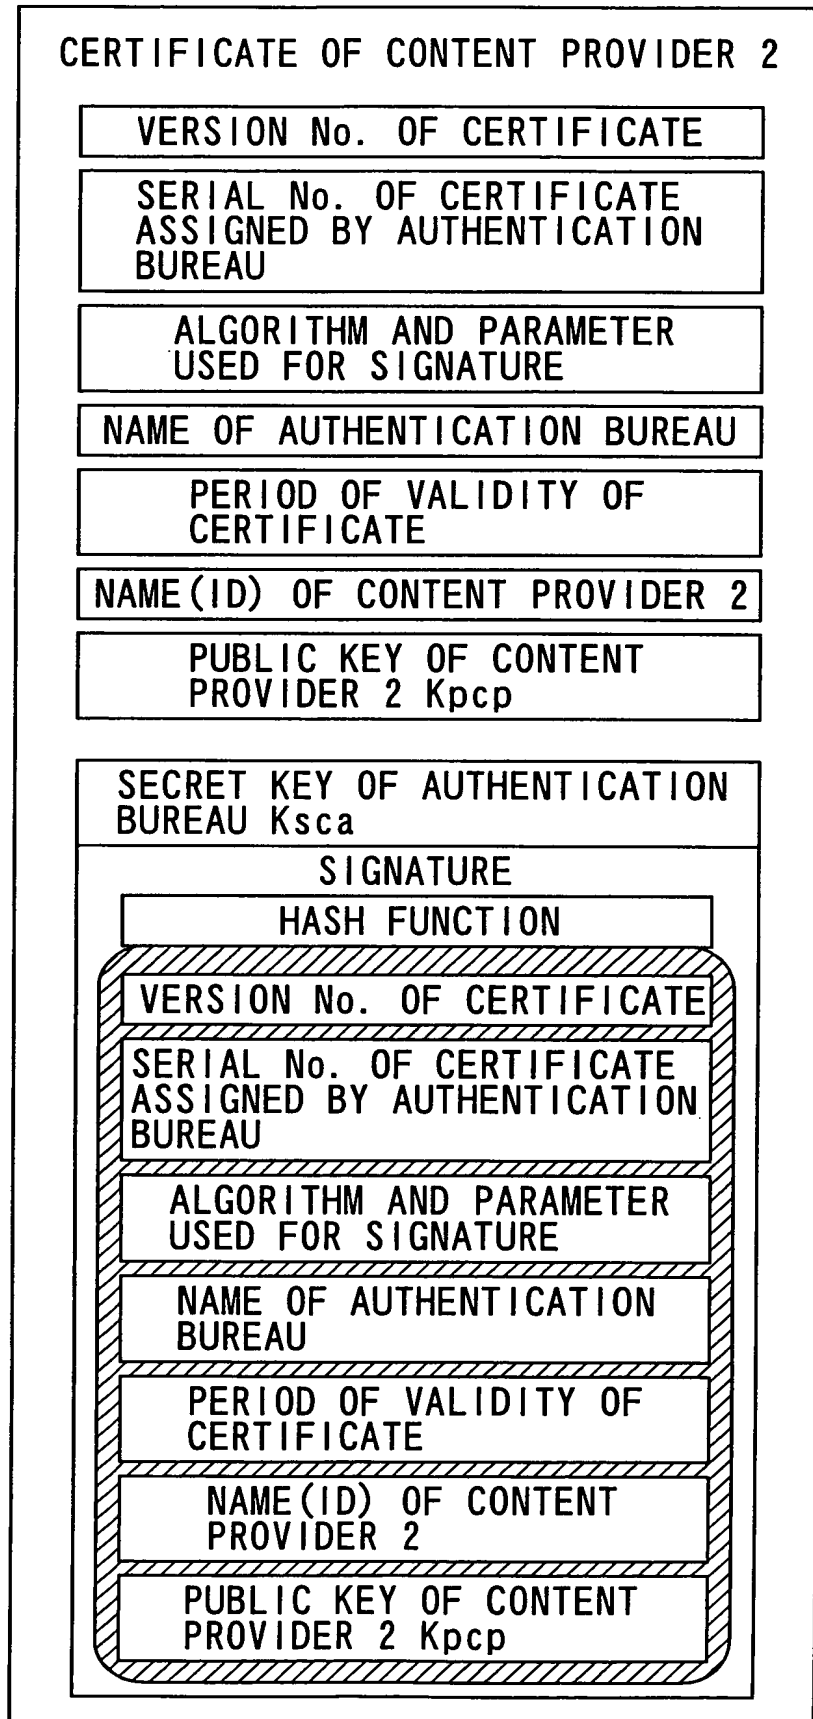 CERTIFICATE OF CONTENT PROVIDER 2
VERSION No. OF CERTIFICATE
SERIAL No. OF CERTIFICATE
ASSIGNED BY AUTHENTICATION
BUREAU
ALGORITHM AND PARAMETER
USED FOR SIGNATURE
NAME OF AUTHENTICATION BUREAU
PERIOD OF VALIDITY OF
CERTIFICATE
NAME(ID) OF CONTENT PROVIDER 2
PUBLIC KEY OF CONTENT
PROVIDER 2 Kpcp
SECRET KEY OF AUTHENTICATION
BUREAU Ksca
SIGNATURE
HASH FUNCTION
VERSION No. OF CERTIFICATE
SERIAL No. OF CERTIFICATE
ASSIGNED BY AUTHENTICATION
BUREAU
ALGORITHM AND PARAMETER
USED FOR SIGNATURE
NAME OF AUTHENTICATION
BUREAU
PERIOD OF VALIDITY OF
CERTIFICATE
NAME(ID) OF CONTENT
PROVIDER 2
PUBLIC KEY OF CONTENT
PROVIDER 2 Kpcp